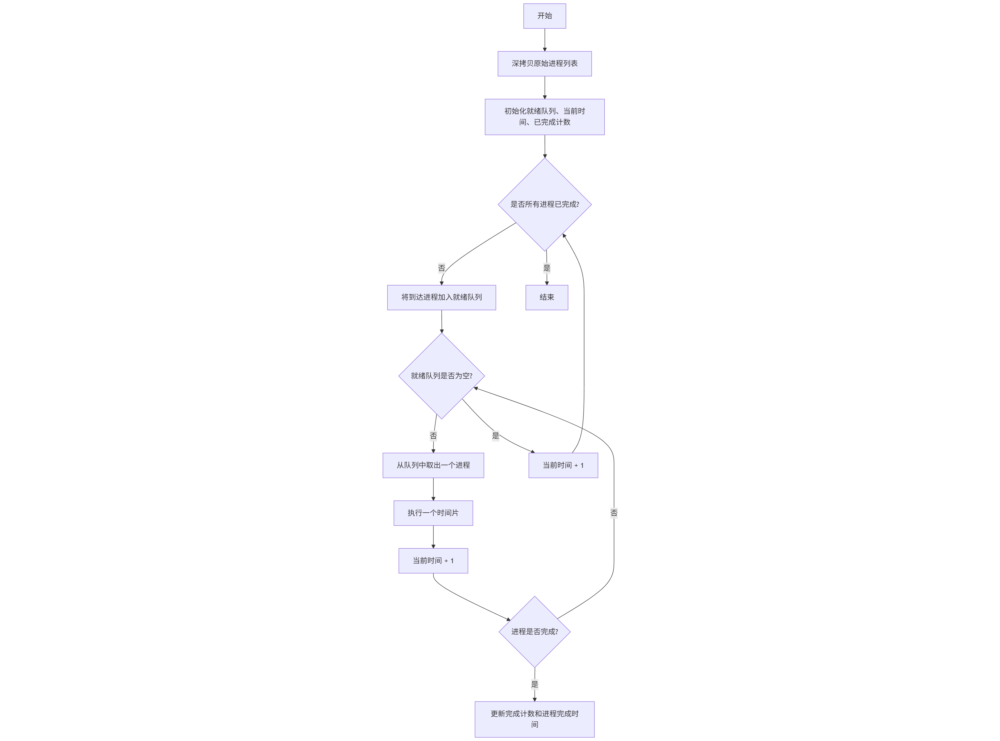 开始
深拷贝原始进程列表
初始化就绪队列、当前时
间、已完成计数
是否所有进程已完成?
否
是
将到达进程加入就绪队列
结束
就绪队列是否为空?
否
是
从队列中取出一个进程
当前时间 + 1
执行一个时间片
否
当前时间 + 1
进程是否完成?
是
更新完成计数和进程完成时
间